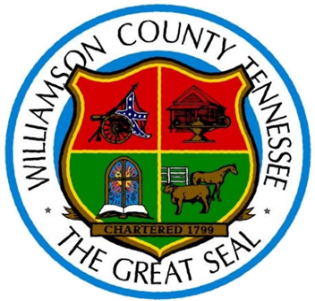 WILLIAMSON COUNTY TENNESSEE
CHARTERED 1799
THE GREAT SEAL